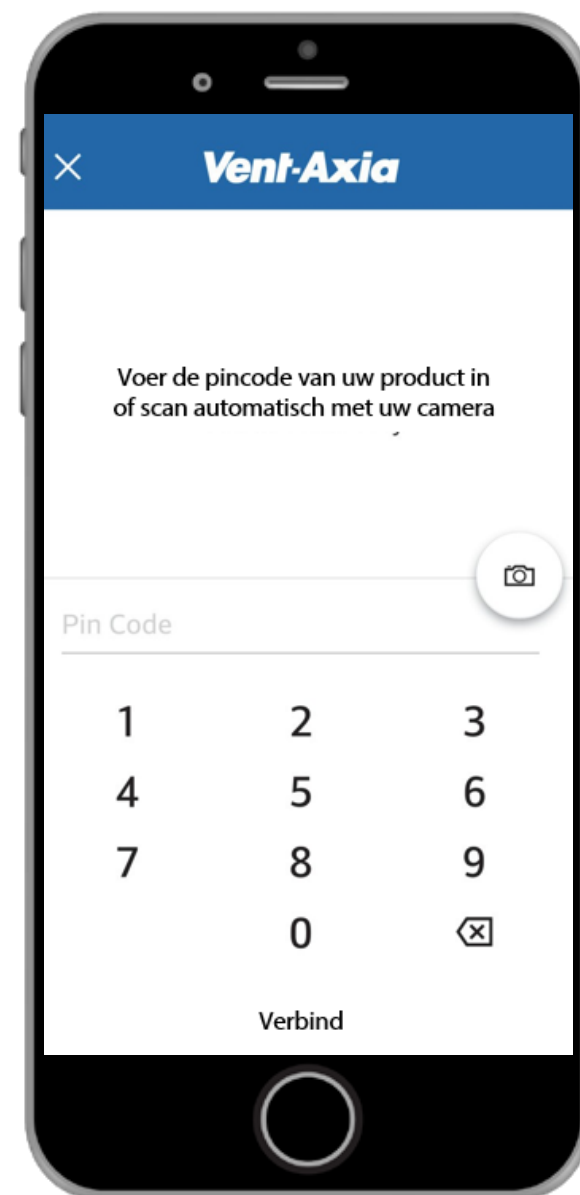 Vent-Axia
Voer de pincode van uw product in
of scan automatisch met uw camera
Pin Code
1 2 3
4 5 6
7 8 9
0
Verbind